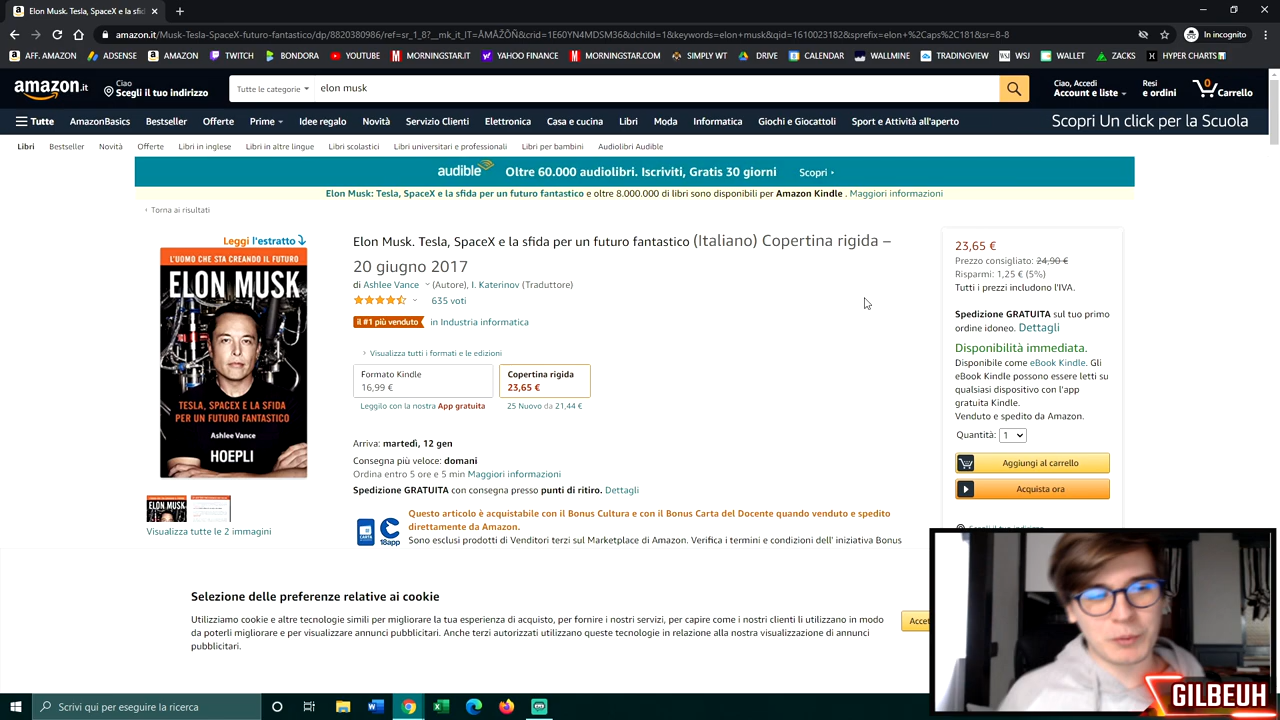 Elon Musk. Tesla, SpaceX e la sfid
In incognito
amazon.it/Musk-Tesla-SpaceX-futuro-fantastico/dp/8820380986/ref=sr_1_8?__mk_it_IT=ÅMÅŽÕÑ&crid=1E60YN4MDSM36&dchild=1&keywords=elon+musk&qid=1610023182&sprefix=elon+%2Caps%2C181&sr=8-8
AFF. AMAZON
ADSENSE
TWITCH
BONDORA
YOUTUBE
MORNINGSTAR.IT
YAHOO FINANCE
MORNINGSTAR.COM
SIMPLY WT
DRIVE
CALENDAR
WALLMINE
TRADINGVIEW
WSJ
WALLET
ZACKS
HYPER CHARTS
amazon.it
Ciao
Scegli il tuo indirizzo
Tutte le categorie
elon musk
Ciao, Accedi
Account e liste
Resi
e ordini
0
Carrello
Tutte
AmazonBasics
Bestseller
Offerte
Prime
Idee regalo
Novità
Servizio Clienti
Elettronica
Casa e cucina
Libri
Moda
Informatica
Giochi e Giocattoli
Sport e Attività all'aperto
Scopri Un click per la Scuola
Libri
Bestseller
Novità
Offerte
Libri in inglese
Libri in altre lingue
Libri scolastici
Libri universitari e professionali
Libri per bambini
Audiolibri Audible
audible
Oltre 60.000 audiolibri. Iscriviti, Gratis 30 giorni
Scopri
Elon Musk: Tesla, SpaceX e la sfida per un futuro fantastico e oltre 8.000.000 di libri sono disponibili per Amazon Kindle . Maggiori informazioni
‹ Torna ai risultati
Leggi l'estratto
L'UOMO CHE STA CREANDO IL FUTURO
ELON MUSK
TESLA, SPACEX E LA SFIDA
PER UN FUTURO FANTASTICO
Ashlee Vance
HOEPLI
ELON MUSK
Visualizza tutte le 2 immagini
Elon Musk. Tesla, SpaceX e la sfida per un futuro fantastico (Italiano) Copertina rigida –
20 giugno 2017
di Ashlee Vance (Autore), I. Katerinov (Traduttore)
635 voti
il #1 più venduto
in Industria informatica
Visualizza tutti i formati e le edizioni
Formato Kindle
16,99 €
Copertina rigida
23,65 €
Leggilo con la nostra App gratuita
25 Nuovo da 21,44 €
Arriva: martedì, 12 gen
Consegna più veloce: domani
Ordina entro 5 ore e 5 min Maggiori informazioni
Spedizione GRATUITA con consegna presso punti di ritiro. Dettagli
CARTA
18app
Questo articolo è acquistabile con il Bonus Cultura e con il Bonus Carta del Docente quando venduto e spedito
direttamente da Amazon.
Sono esclusi prodotti di Venditori terzi sul Marketplace di Amazon. Verifica i termini e condizioni dell' iniziativa Bonus
23,65 €
Prezzo consigliato: 24,90 €
Risparmi: 1,25 € (5%)
Tutti i prezzi includono l'IVA.
Spedizione GRATUITA sul tuo primo
ordine idoneo. Dettagli
Disponibilità immediata.
Disponibile come eBook Kindle. Gli
eBook Kindle possono essere letti su
qualsiasi dispositivo con l'app
gratuita Kindle.
Venduto e spedito da Amazon.
Quantità: 1
Aggiungi al carrello
Acquista ora
Selezione delle preferenze relative ai cookie
Utilizziamo cookie e altre tecnologie simili per migliorare la tua esperienza di acquisto, per fornire i nostri servizi, per capire come i nostri clienti li utilizzano in modo
da poterli migliorare e per visualizzare annunci pubblicitari. Anche terzi autorizzati utilizzano queste tecnologie in relazione alla nostra visualizzazione di annunci
pubblicitari.
Accet
GILBEUH
Scrivi qui per eseguire la ricerca